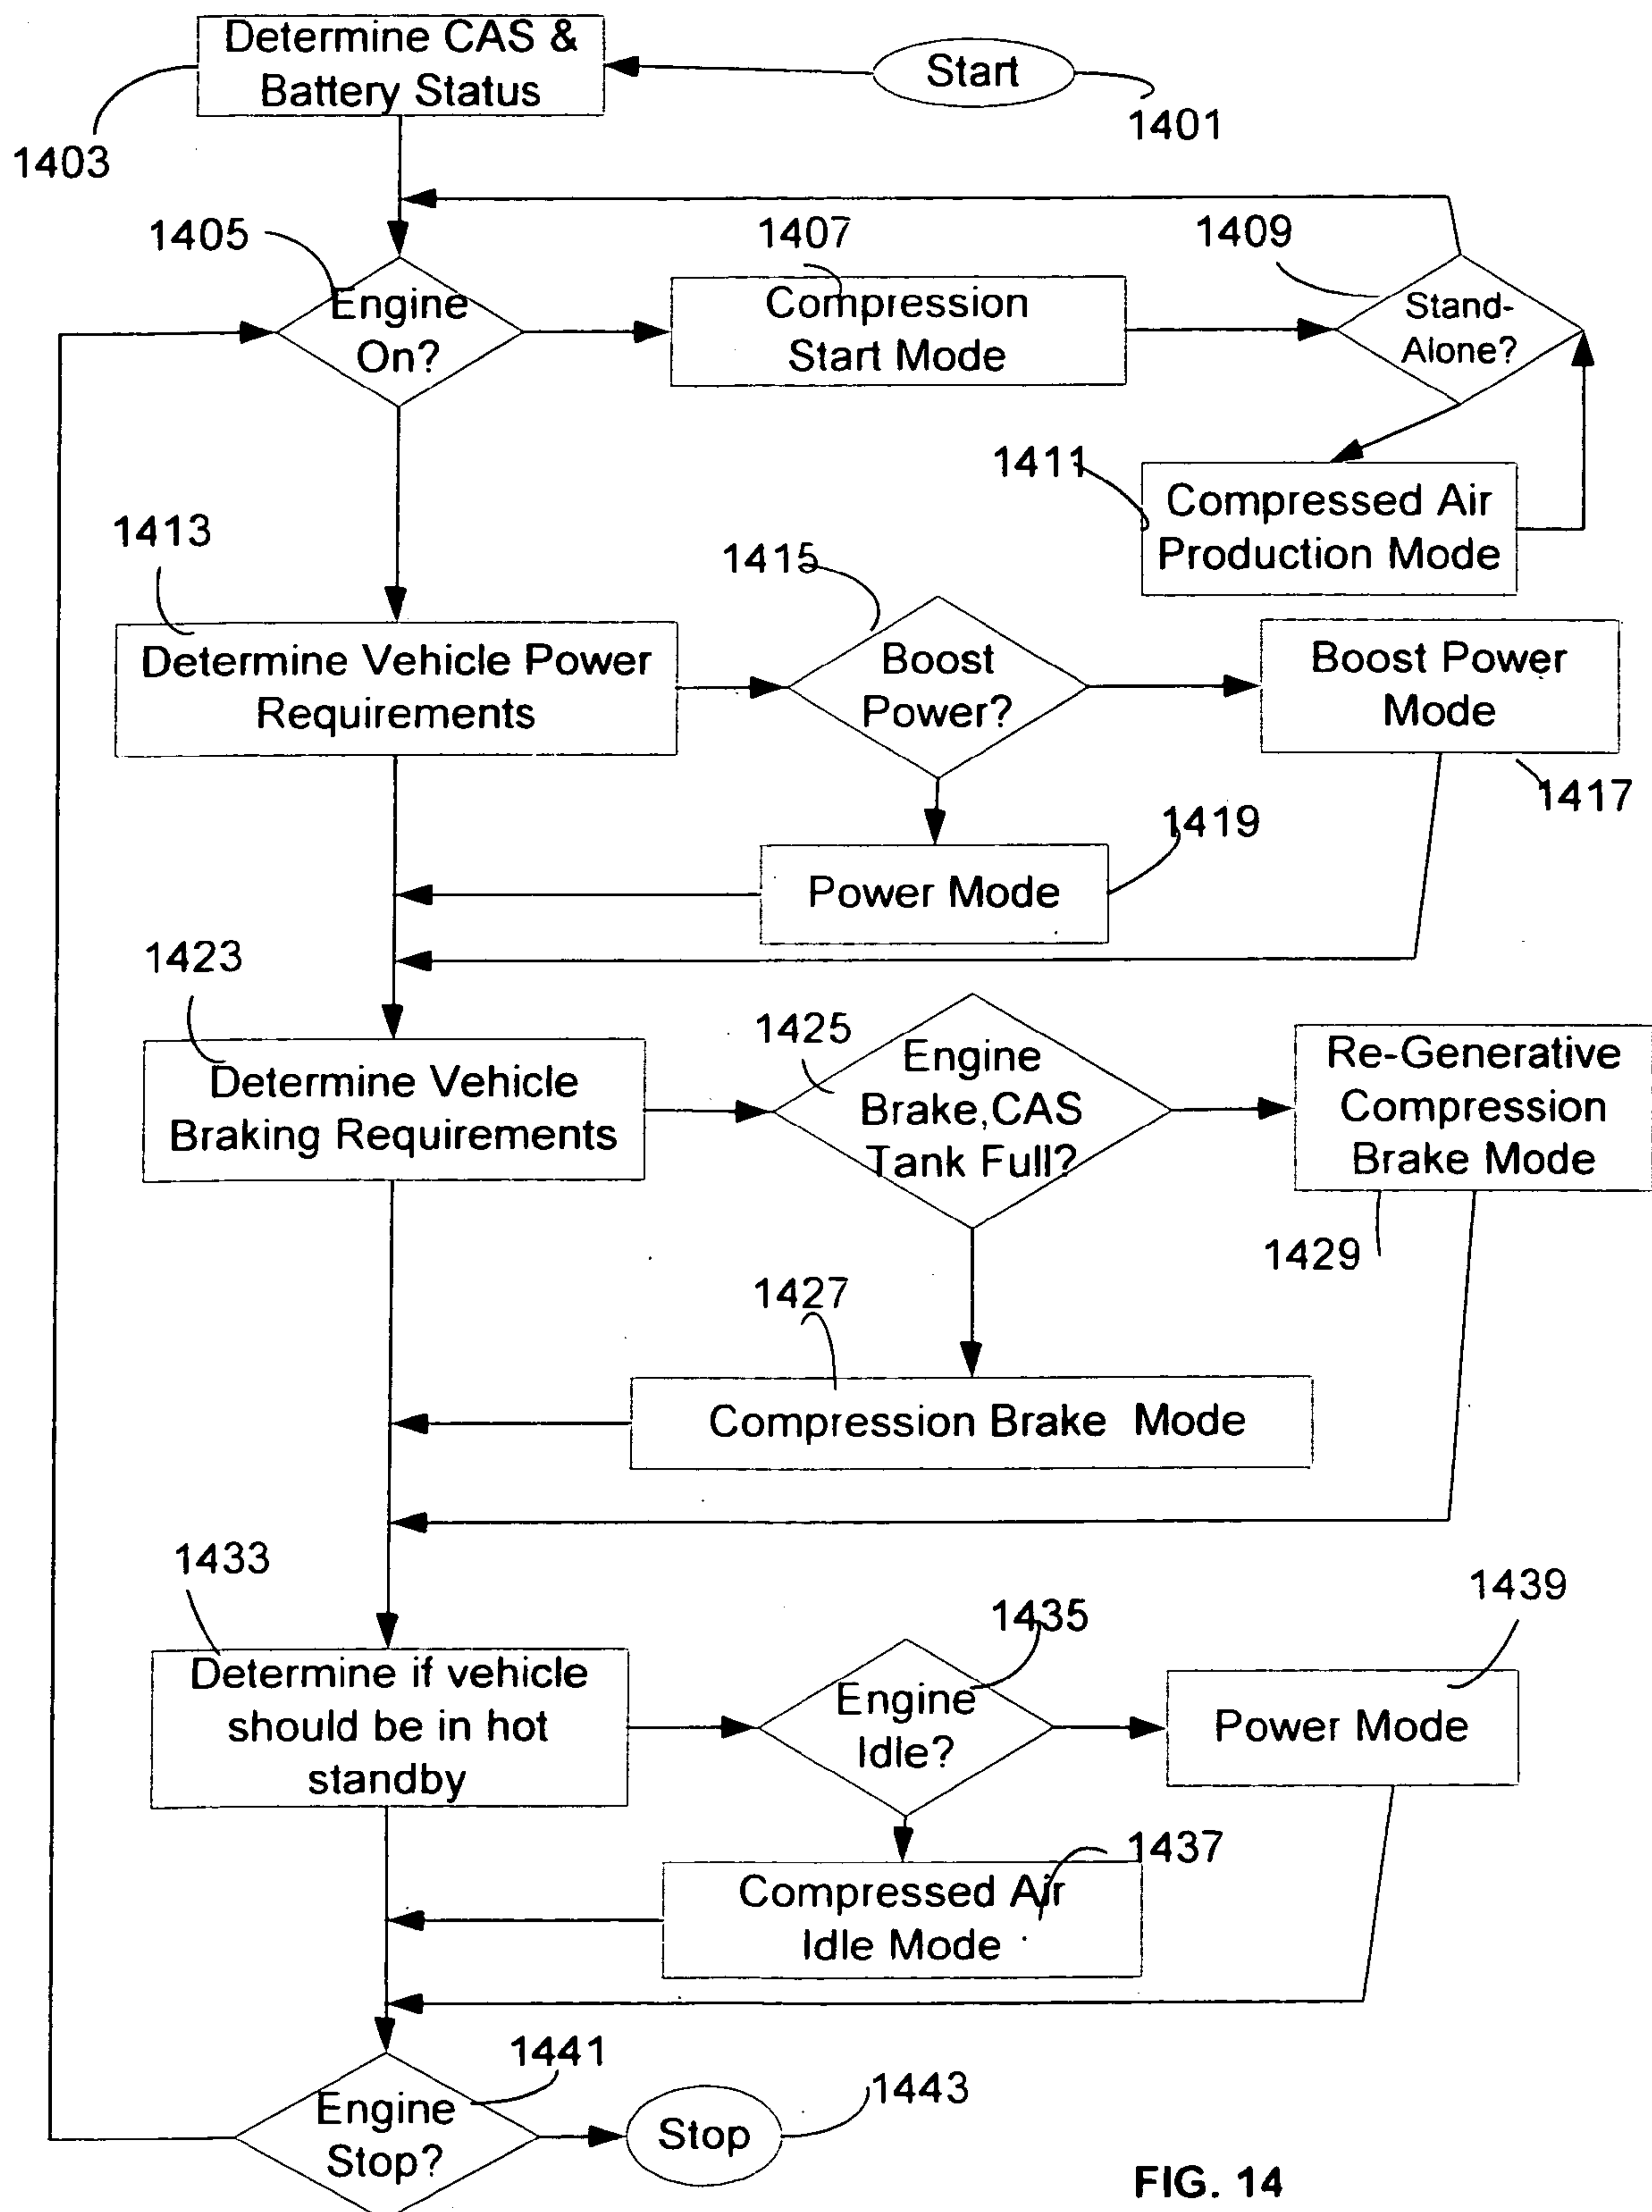 Determine CAS &
Battery Status
Start
1401
1403
1405
Engine
On?
1407
Compression
Start Mode
1409
Stand-
Alone?
1411
Compressed Air
Production Mode
1413
Determine Vehicle Power
Requirements
1415
Boost
Power?
Boost Power
Mode
1417
1419
Power Mode
1423
Determine Vehicle
Braking Requirements
1425
Engine
Brake,CAS
Tank Full?
Re-Generative
Compression
Brake Mode
1429
1427
Compression Brake Mode
1433
Determine if vehicle
should be in hot
standby
1435
Engine
Idle?
1439
Power Mode
1437
Compressed Air
Idle Mode
1441
Engine
Stop?
1443
Stop
FIG. 14